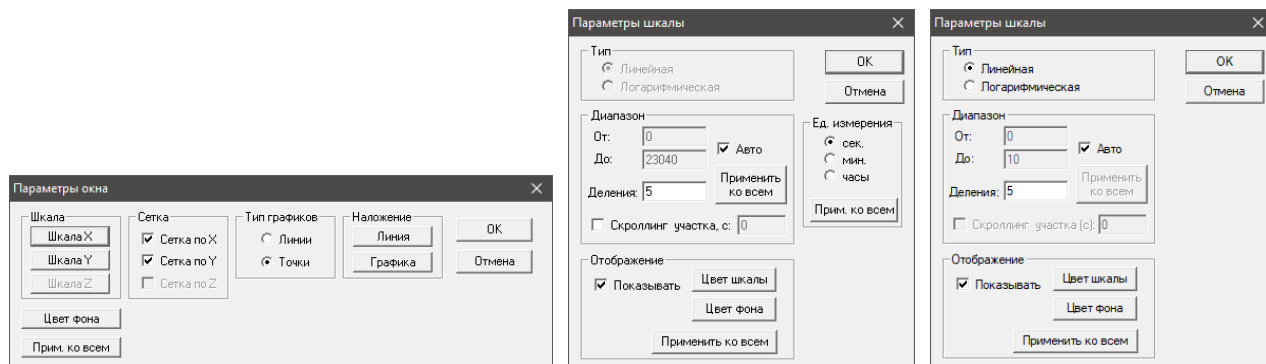 Параметры окна
Шкала
Шкала X
Шкала Y
Шкала Z
Сетка
Сетка по X
Сетка по Y
Сетка по Z
Тип графиков
Линии
Точки
Наложение
Линия
Графика
OK
Отмена
Цвет фона
Прим. ко всем
Параметры шкалы
Тип
Линейная
Логарифмическая
OK
Отмена
Диапазон
От: 0
До: 23040
Авто
Деления: 5
Применить
ко всем
Скроллинг участка, с: 0
Ед. измерения
сек.
мин.
часы
Прим. ко всем
Отображение
Показывать
Цвет шкалы
Цвет фона
Применить ко всем
Параметры шкалы
Тип
Линейная
Логарифмическая
OK
Отмена
Диапазон
От: 0
До: 10
Авто
Деления: 5
Применить
ко всем
Скроллинг участка (с): 0
Отображение
Показывать
Цвет шкалы
Цвет фона
Применить ко всем